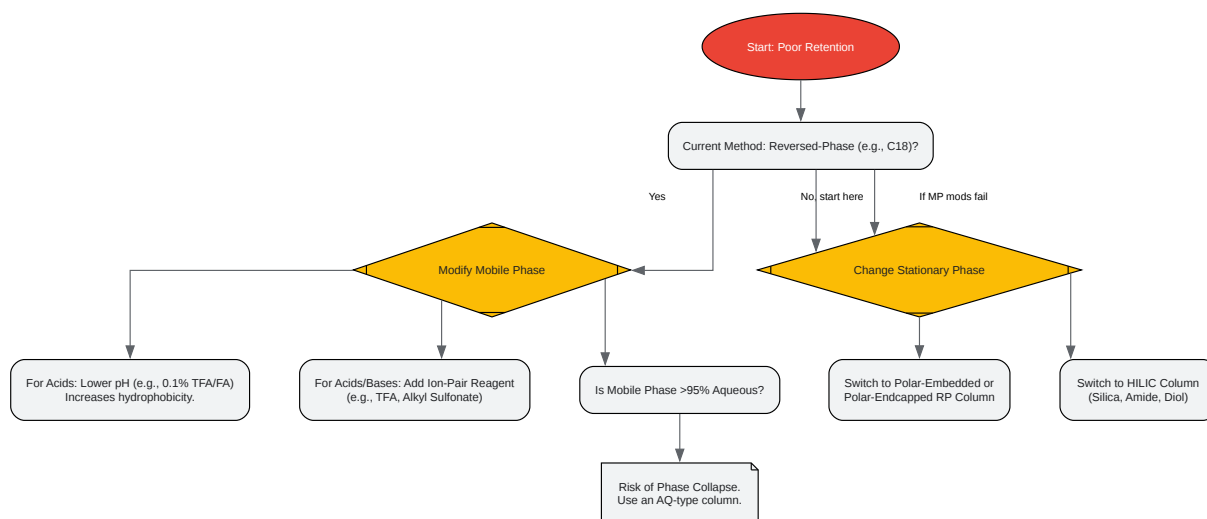 Start: Poor Retention
Current Method: Reversed-Phase (e.g., C18)?
Yes
No, start here
If MP mods fail
Modify Mobile Phase
Change Stationary Phase
For Acids: Lower pH (e.g., 0.1% TFA/FA)
Increases hydrophobicity.
For Acids/Bases: Add Ion-Pair Reagent
(e.g., TFA, Alkyl Sulfonate)
Is Mobile Phase >95% Aqueous?
Switch to Polar-Embedded or
Polar-Endcapped RP Column
Switch to HILIC Column
(Silica, Amide, Diol)
Risk of Phase Collapse.
Use an AQ-type column.